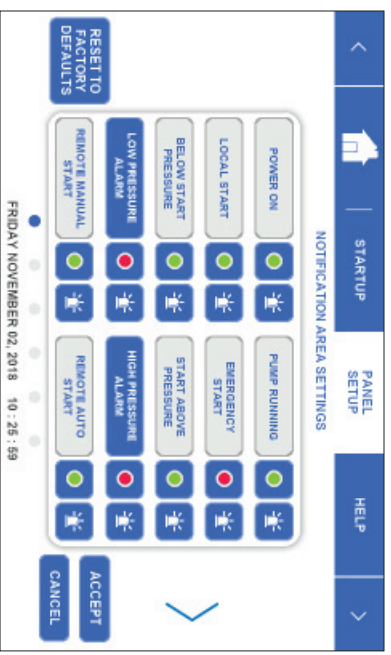 STARTUP
PANEL
SETUP
HELP
NOTIFICATION AREA SETTINGS
POWER ON
PUMP RUNNING
LOCAL START
EMERGENCY
START
BELOW START
PRESSURE
START ABOVE
PRESSURE
LOW PRESSURE
ALARM
HIGH PRESSURE
ALARM
REMOTE MANUAL
START
REMOTE AUTO
START
RESET TO
FACTORY
DEFAULTS
ACCEPT
CANCEL
FRIDAY NOVEMBER 02, 2018 10 : 25 : 59